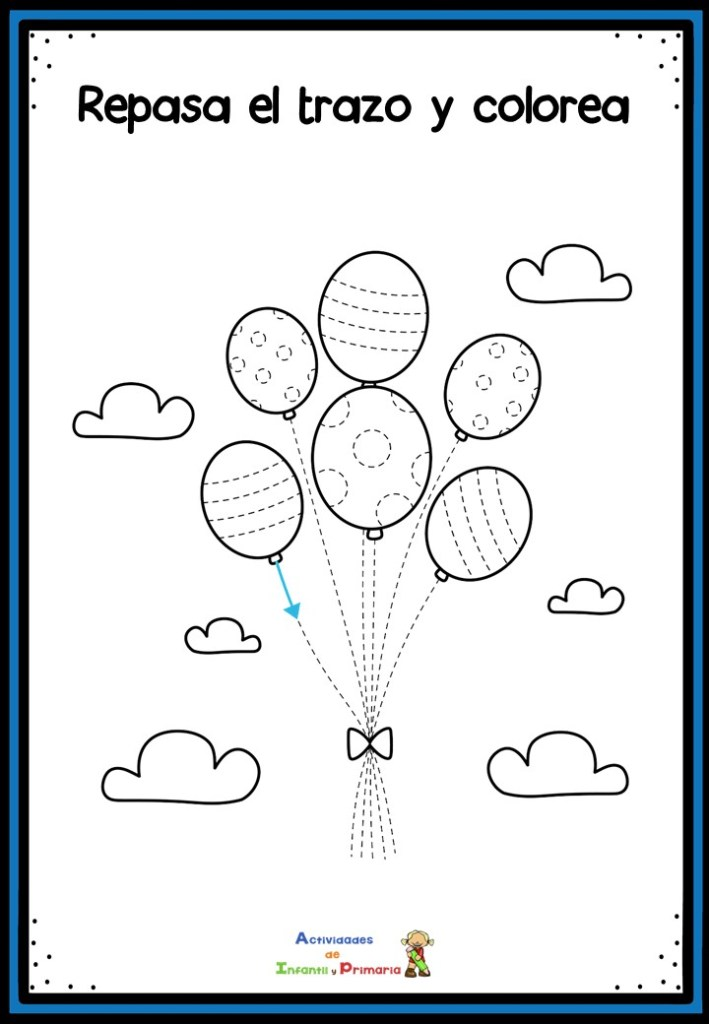 Repasa el trazo y colorea
Actividades
de
Infantil y Primaria